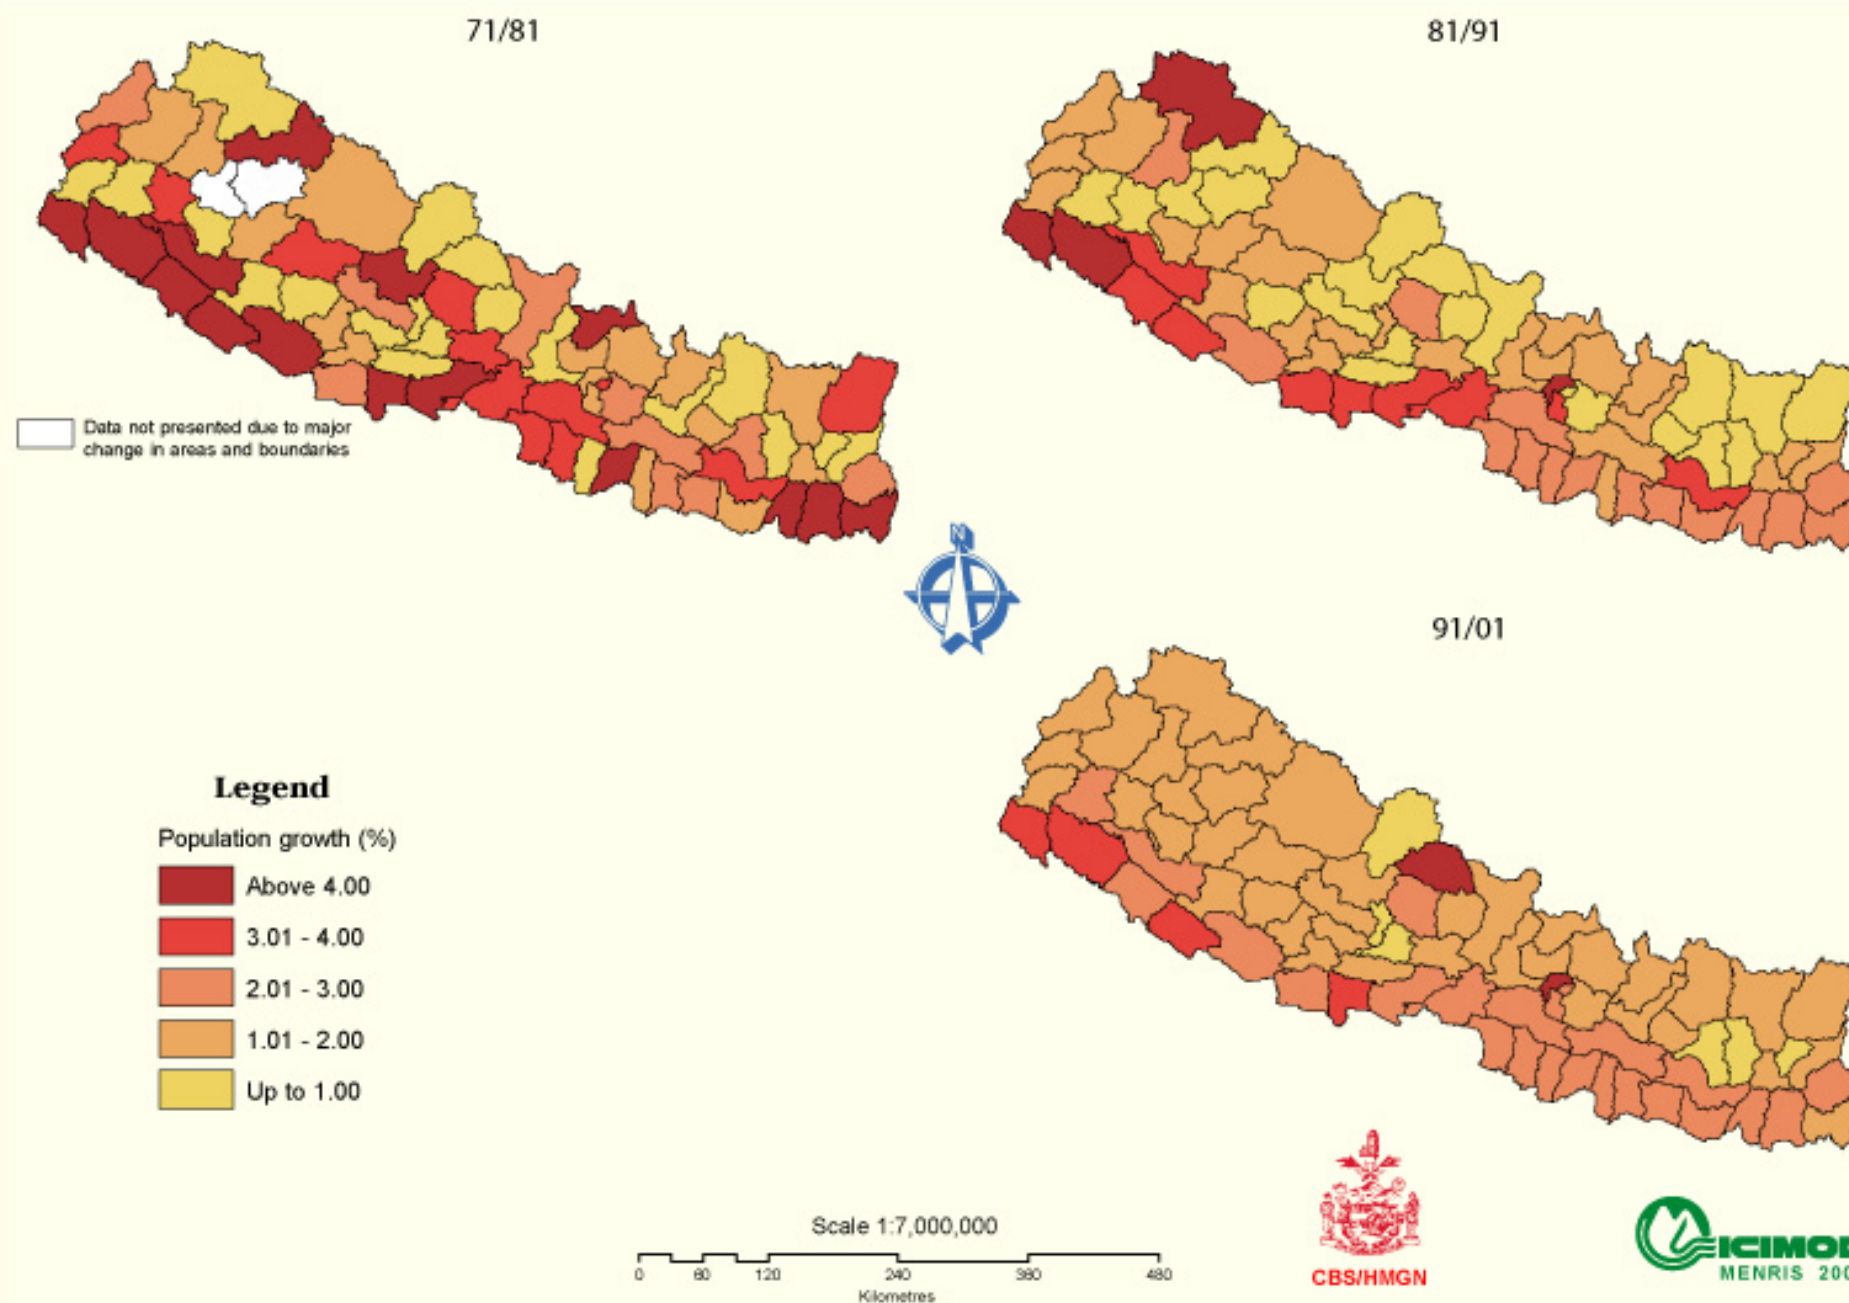 71/81
81/91
Data not presented due to major
change in areas and boundaries
N
91/01
Legend
Population growth (%)
Above 4.00
3.01 - 4.00
2.01 - 3.00
1.01 - 2.00
Up to 1.00
Scale 1:7,000,000
0 60 120 240 360 480
Kilometres
CBS/HMGN
ICIMOD
MENRIS 200